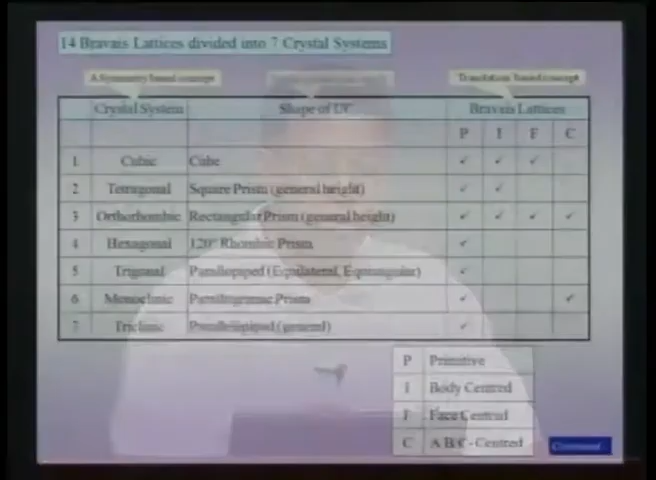 14 Bravais Lattices divided into 7 Crystal Systems
A Symmetry based concept Translation based concept
Crystal System Shape of UC Bravais Lattices
P I F C
1 Cubic Cube ✓ ✓ ✓
2 Tetragonal Square Prism (general height) ✓ ✓
3 Orthorhombic Rectangular Prism (general height) ✓ ✓ ✓ ✓
4 Hexagonal 120° Rhombic Prism ✓
5 Trigonal Parallopiped (Equilateral, Equiangular) ✓
6 Monoclinic Parallogramic Prism ✓ ✓
7 Triclinic Parallopiped (general) ✓
P Primitive
I Body Centred
F Face Centred
C A/B/C-Centred